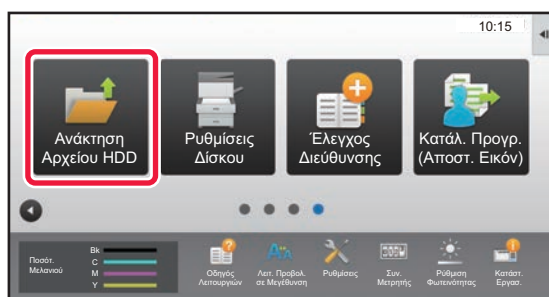 10:15
Ανάκτηση
Αρχείου HDD
Ρυθμίσεις
Δίσκου
Έλεγχος
Διεύθυνσης
Κατάλ. Προγρ.
(Αποστ. Εικόν)
Ποσότ.
Μελανιού
Bk
C
M
Y
Οδηγός
Λειτουργιών
Λειτ. Προβολ.
σε Μεγέθυνση
Ρυθμίσεις
Συν.
Μετρητής
Ρύθμιση
Φωτεινότητας
Κατάστ.
Εργασ.